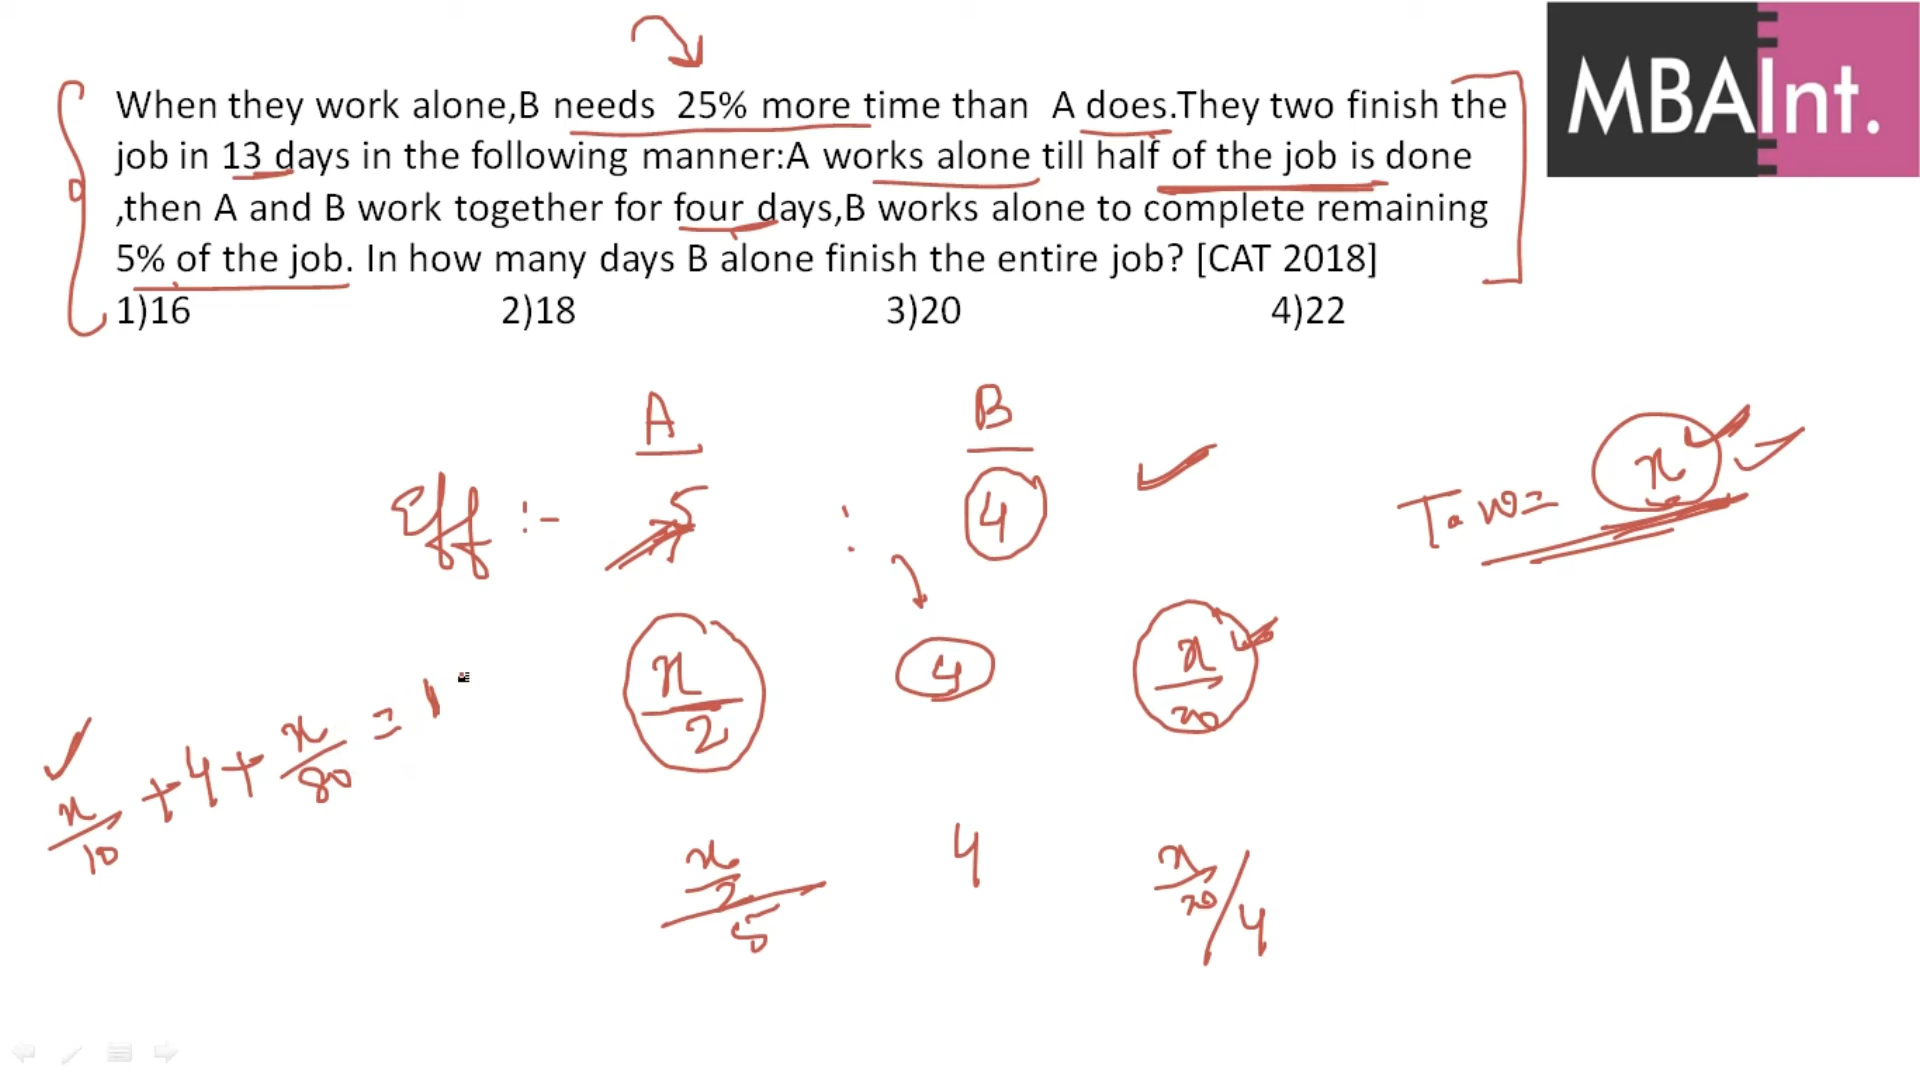 MBAInt.
When they work alone,B needs 25% more time than A does.They two finish the
job in 13 days in the following manner:A works alone till half of the job is done
,then A and B work together for four days,B works alone to complete remaining
5% of the job. In how many days B alone finish the entire job? [CAT 2018]
1)16 2)18 3)20 4)22
A B
Eff :- 5 : 4
T.W= x
x/2 4 x/20
x/10 +4+ x/80 = 1
x/2/5 4 x/20/4